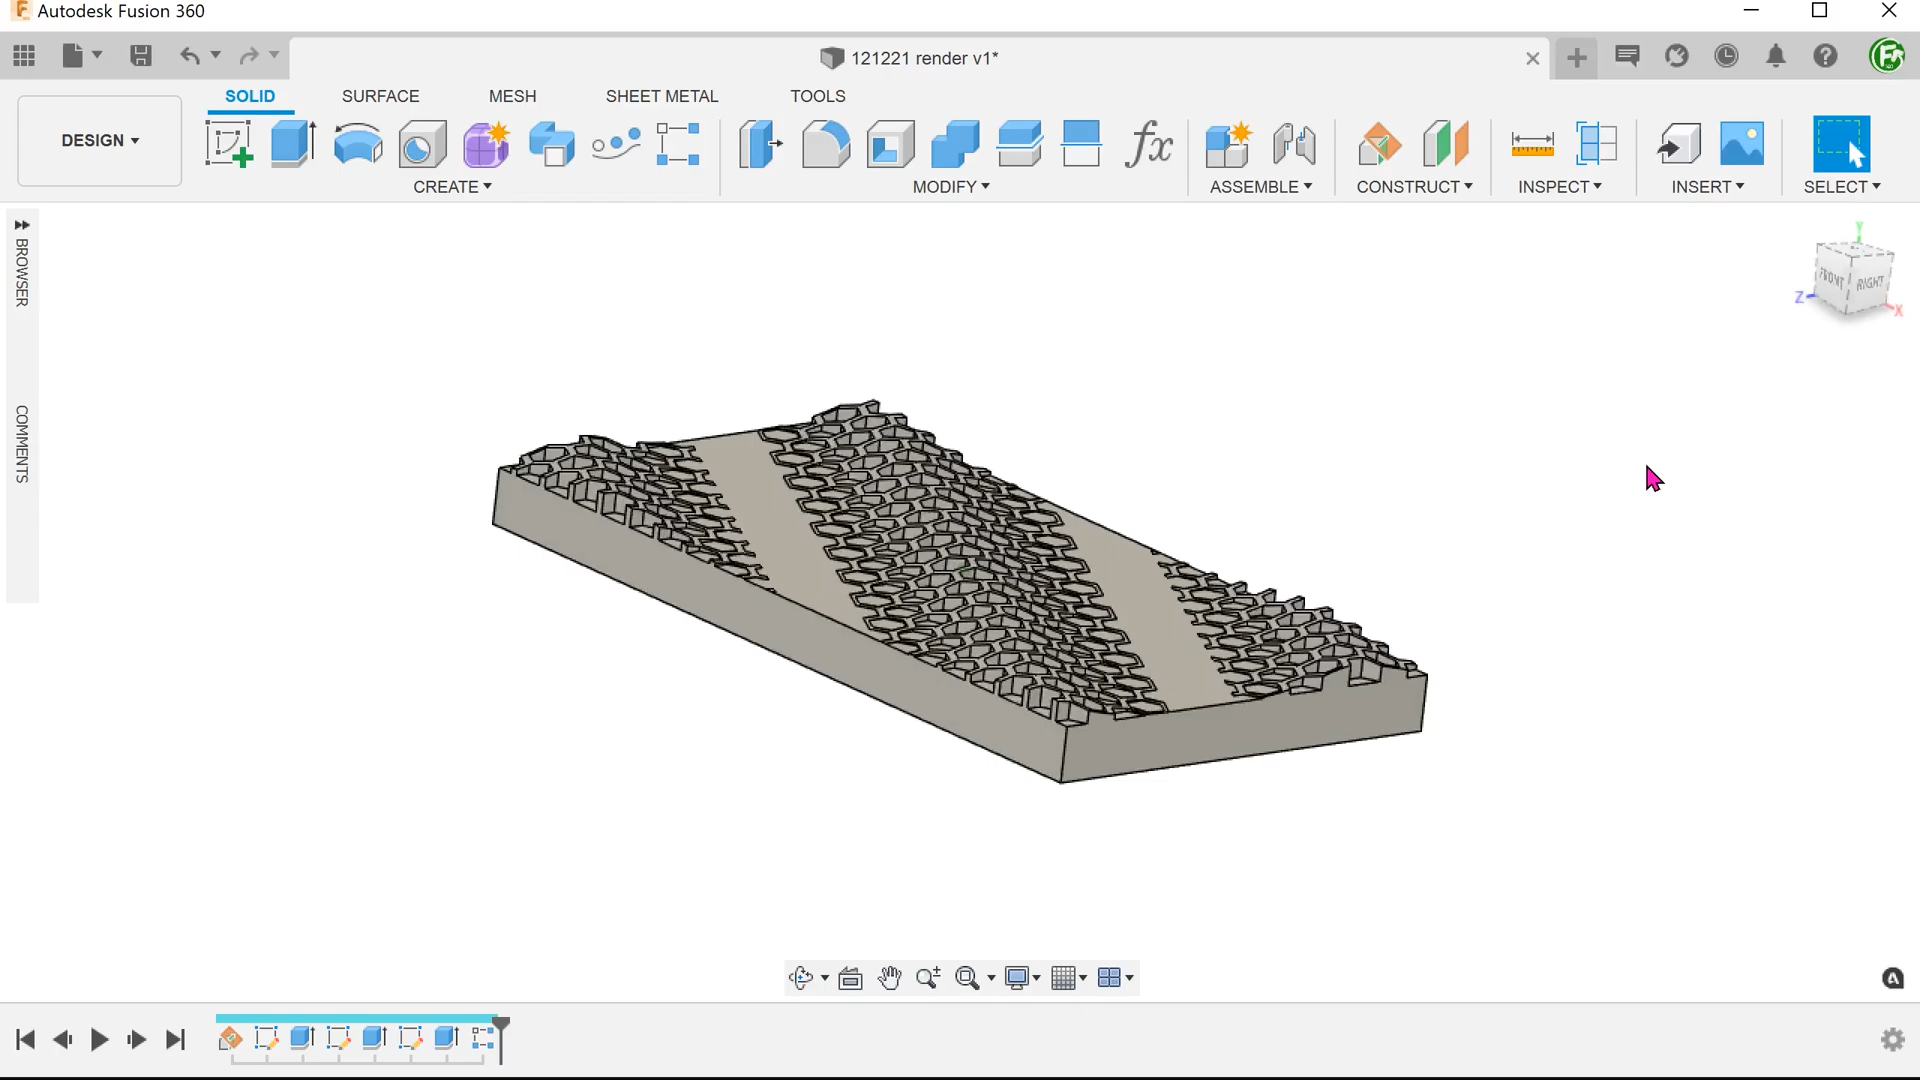 Autodesk Fusion 360
121221 render v1*
SOLID
SURFACE
MESH
SHEET METAL
TOOLS
DESIGN
fx
CREATE
MODIFY
ASSEMBLE
CONSTRUCT
INSPECT
INSERT
SELECT
BROWSER
COMMENTS
Y
FRONT
RIGHT
Z
X